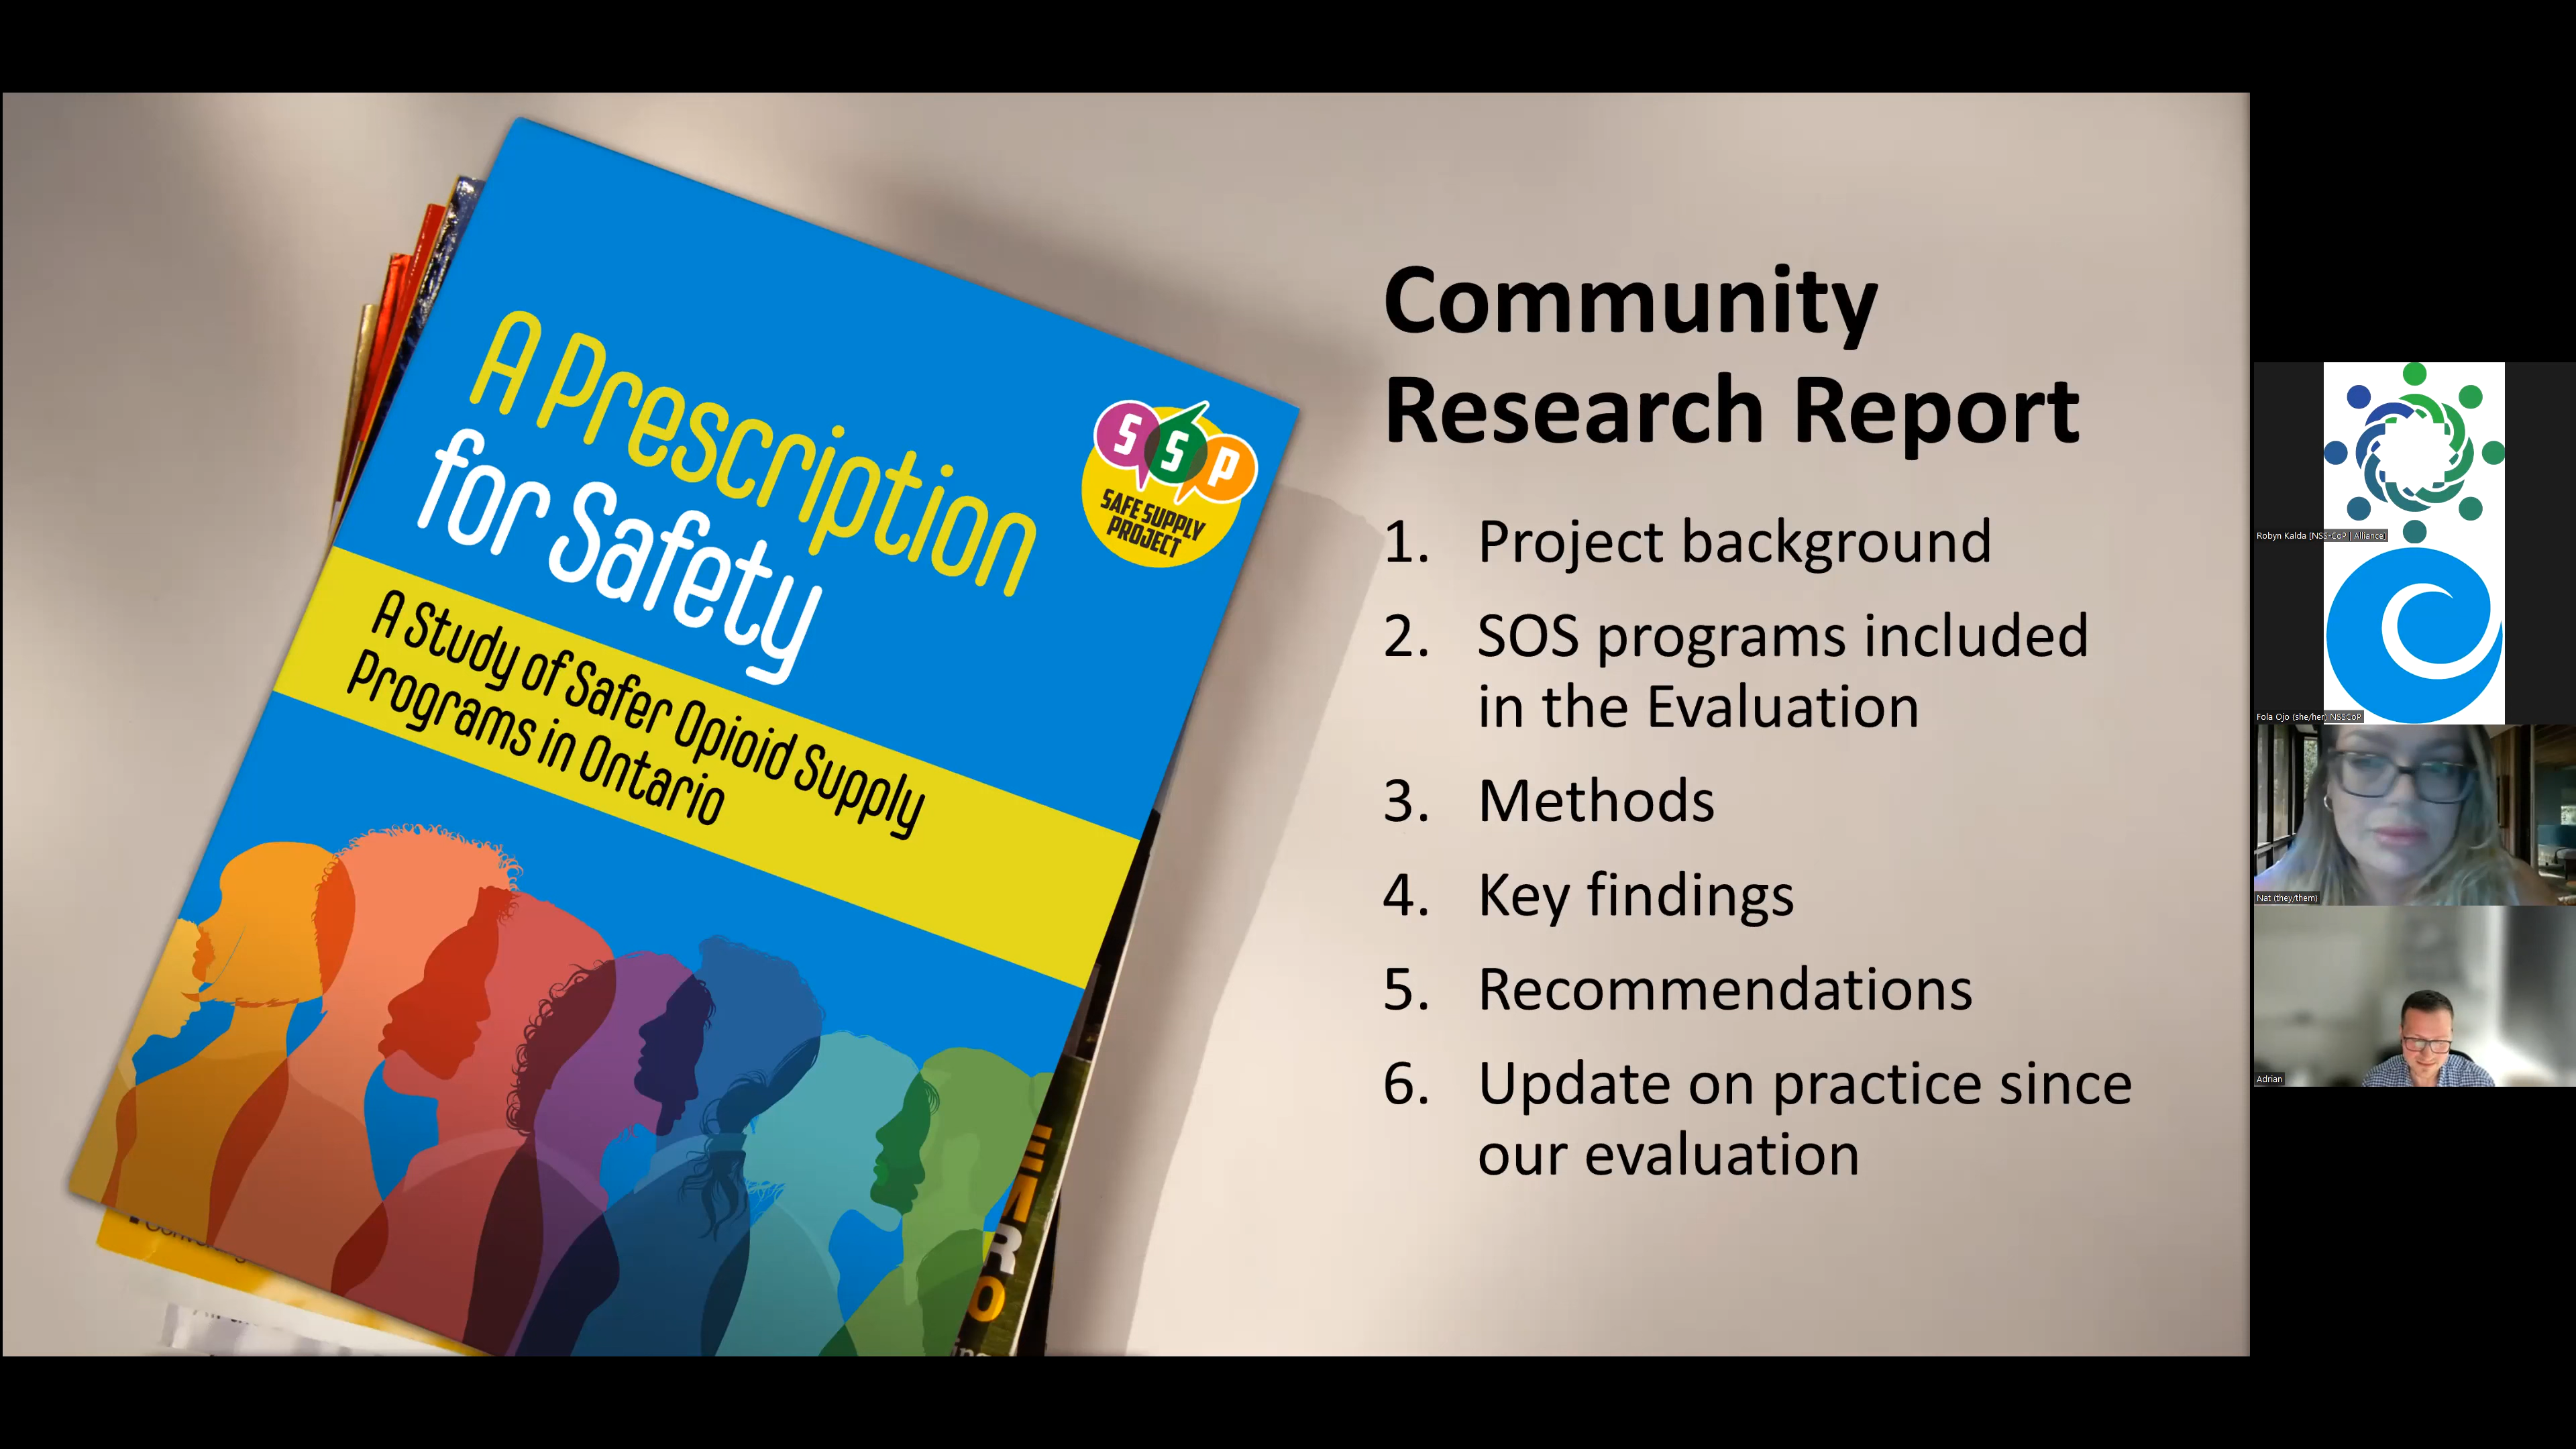 A Prescription
for Safety
S S P
SAFE SUPPLY
PROJECT
A Study of Safer Opioid Supply
Programs in Ontario
Community
Research Report
1. Project background
2. SOS programs included
in the Evaluation
3. Methods
4. Key findings
5. Recommendations
6. Update on practice since
our evaluation
Robyn Kalda [NSS-CoP | Alliance]
Fola Ojo (she/her) NSSCoP
Nat (they/them)
Adrian